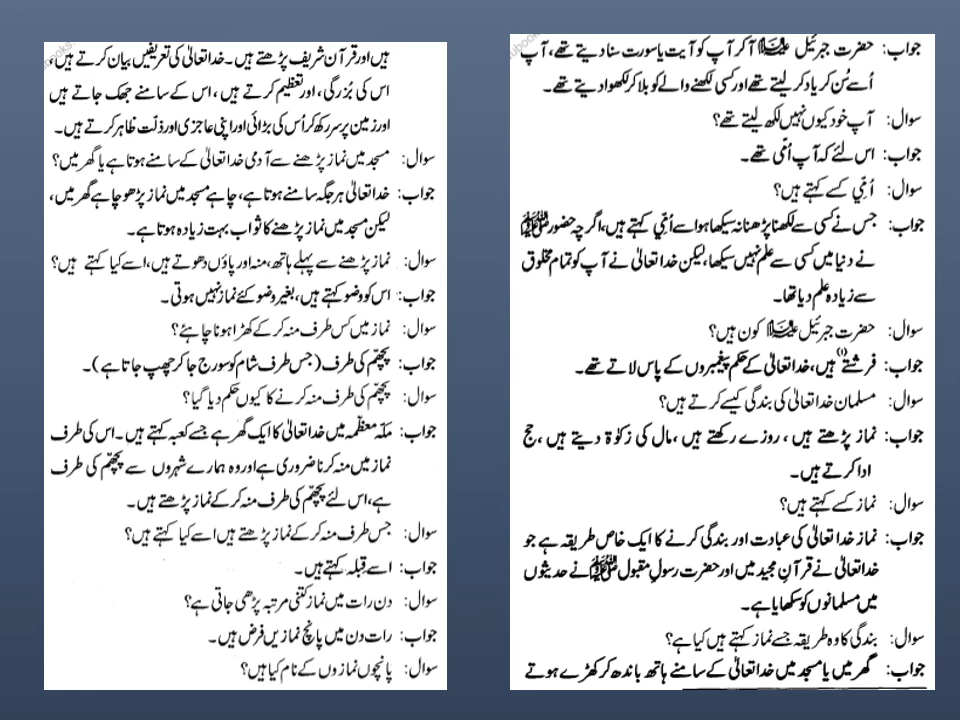 جواب: حضرت جبرئیل علیہ السلام آ کر آپ کو آیت یا سورت سنا دیتے تھے، آپ
اُسے سُن کر یاد کر لیتے تھے اور کسی لکھنے والے کو بلا کر لکھوا دیتے تھے۔
سوال: آپ خود کیوں نہیں لکھ لیتے تھے؟
جواب: اس لئے کہ آپ اُمّی تھے۔
سوال: اُمّی کسے کہتے ہیں؟
جواب: جس نے کسی سے لکھنا پڑھنا نہ سیکھا ہو اسے اُمّی کہتے ہیں، اگرچہ حضور ﷺ
نے دنیا میں کسی سے علم نہیں سیکھا، لیکن خدا تعالیٰ نے آپ کو تمام مخلوق
سے زیادہ علم دیا تھا۔
سوال: حضرت جبرئیل علیہ السلام کون ہیں؟
جواب: فرشتے(۱) ہیں، خدا تعالیٰ کے حکم پیغمبروں کے پاس لاتے تھے۔
سوال: مسلمان خدا تعالیٰ کی بندگی کیسے کرتے ہیں؟
جواب: نماز پڑھتے ہیں، روزے رکھتے ہیں، مال کی زکوٰۃ دیتے ہیں، حج
ادا کرتے ہیں۔
سوال: نماز کسے کہتے ہیں؟
جواب: نماز خدا تعالیٰ کی عبادت اور بندگی کرنے کا ایک خاص طریقہ ہے جو
خدا تعالیٰ نے قرآنِ مجید میں اور حضرت رسولِ مقبول ﷺ نے حدیثوں
میں مسلمانوں کو سکھایا ہے۔
سوال: بندگی کا وہ طریقہ جسے نماز کہتے ہیں کیا ہے؟
جواب: گھر میں یا مسجد میں خدا تعالیٰ کے سامنے ہاتھ باندھ کر کھڑے ہوتے
ہیں اور قرآن شریف پڑھتے ہیں۔ خدا تعالیٰ کی تعریفیں بیان کرتے ہیں،
اس کی بُزرگی، اور تعظیم کرتے ہیں، اس کے سامنے جھک جاتے ہیں
اور زمین پر سر رکھ کر اُس کی بڑائی اور اپنی عاجزی اور ذلّت ظاہر کرتے ہیں۔
سوال: مسجد میں نماز پڑھنے سے آدمی خدا تعالیٰ کے سامنے ہوتا ہے یا گھر میں؟
جواب: خدا تعالیٰ ہر جگہ سامنے ہوتا ہے، چاہے مسجد میں نماز پڑھو چاہے گھر میں،
لیکن مسجد میں نماز پڑھنے کا ثواب بہت زیادہ ہوتا ہے۔
سوال: نماز پڑھنے سے پہلے ہاتھ، منہ اور پاؤں دھوتے ہیں، اسے کیا کہتے ہیں؟
جواب: اس کو وضو کہتے ہیں، بغیر وضو کئے نماز نہیں ہوتی۔
سوال: نماز میں کس طرف منہ کر کے کھڑا ہونا چاہئے؟
جواب: پچھّم کی طرف (جس طرف شام کو سورج جا کر چھپ جاتا ہے)۔
سوال: پچھّم کی طرف منہ کرنے کا کیوں حکم دیا گیا؟
جواب: مکّہ معظّمہ میں خدا تعالیٰ کا ایک گھر ہے جسے کعبہ کہتے ہیں۔ اس کی طرف
نماز میں منہ کرنا ضروری ہے اور وہ ہمارے شہروں سے پچھّم کی طرف
ہے، اس لئے پچھّم کی طرف منہ کر کے نماز پڑھتے ہیں۔
سوال: جس طرف منہ کر کے نماز پڑھتے ہیں اسے کیا کہتے ہیں؟
جواب: اسے قبلہ کہتے ہیں۔
سوال: دن رات میں نماز کتنی مرتبہ پڑھی جاتی ہے؟
جواب: رات دن میں پانچ نمازیں فرض ہیں۔
سوال: پانچوں نمازوں کے نام کیا ہیں؟